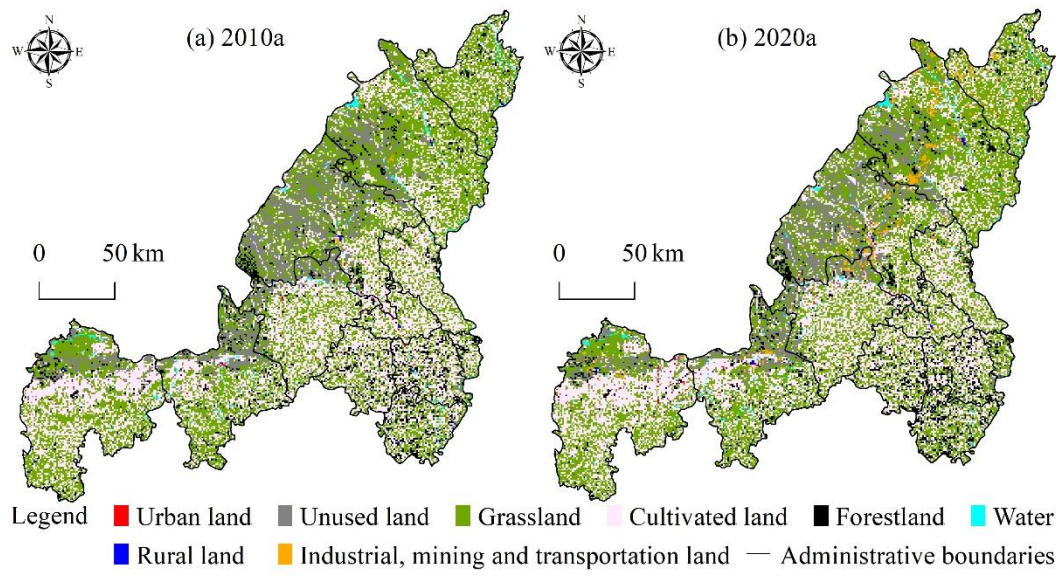 N
W E
S
(a) 2010a
N
W E
S
(b) 2020a
0 50 km
0 50 km
Legend Urban land Unused land Grassland Cultivated land Forestland Water
Rural land Industrial, mining and transportation land Administrative boundaries